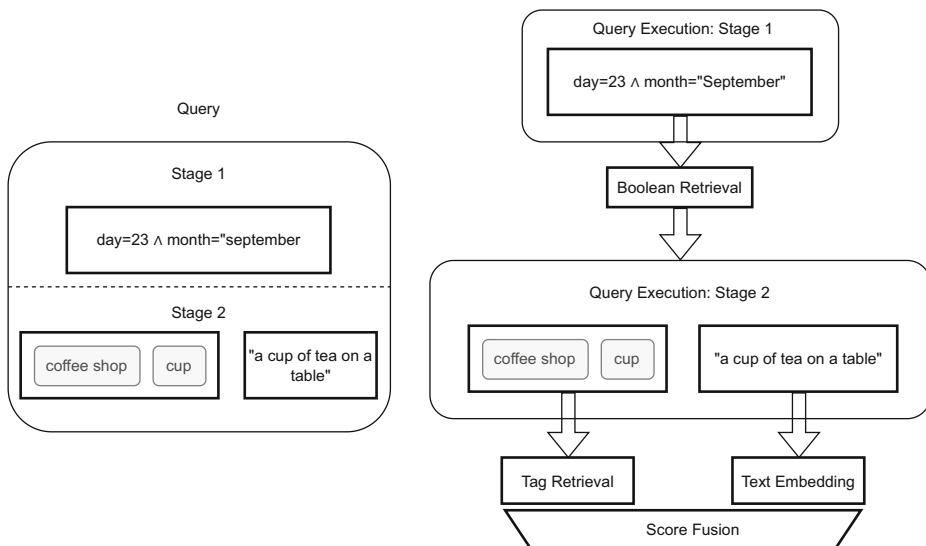 Query
Stage 1
day=23 ∧ month="september
Stage 2
coffee shop
cup
"a cup of tea on a
table"
Query Execution: Stage 1
day=23 ∧ month="September"
Boolean Retrieval
Query Execution: Stage 2
coffee shop
cup
"a cup of tea on a table"
Tag Retrieval
Text Embedding
Score Fusion